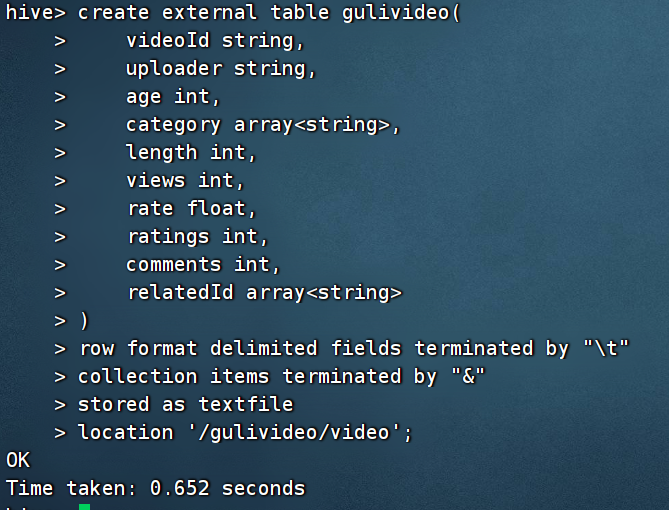 hive> create external table gulivideo(
    >     videoId string,
    >     uploader string,
    >     age int,
    >     category array<string>,
    >     length int,
    >     views int,
    >     rate float,
    >     ratings int,
    >     comments int,
    >     relatedId array<string>
    > )
    > row format delimited fields terminated by "\t"
    > collection items terminated by "&"
    > stored as textfile
    > location '/gulivideo/video';
OK
Time taken: 0.652 seconds